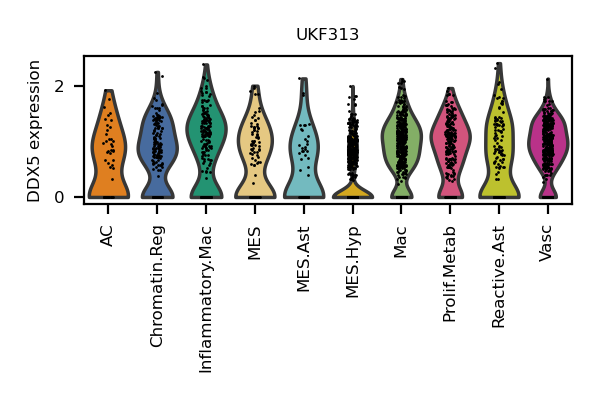 UKF313
DDX5 expression
2
0
AC
Chromatin.Reg
Inflammatory.Mac
MES
MES.Ast
MES.Hyp
Mac
Prolif.Metab
Reactive.Ast
Vasc